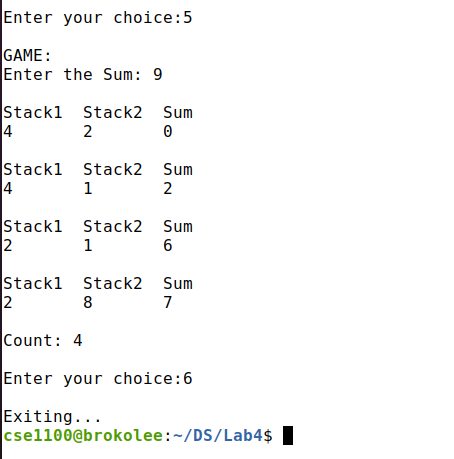 Enter your choice:5
GAME:
Enter the Sum: 9
Stack1  Stack2  Sum
4       2       0
Stack1  Stack2  Sum
4       1       2
Stack1  Stack2  Sum
2       1       6
Stack1  Stack2  Sum
2       8       7
Count: 4
Enter your choice:6
Exiting...
cse1100@brokolee:~/DS/Lab4$